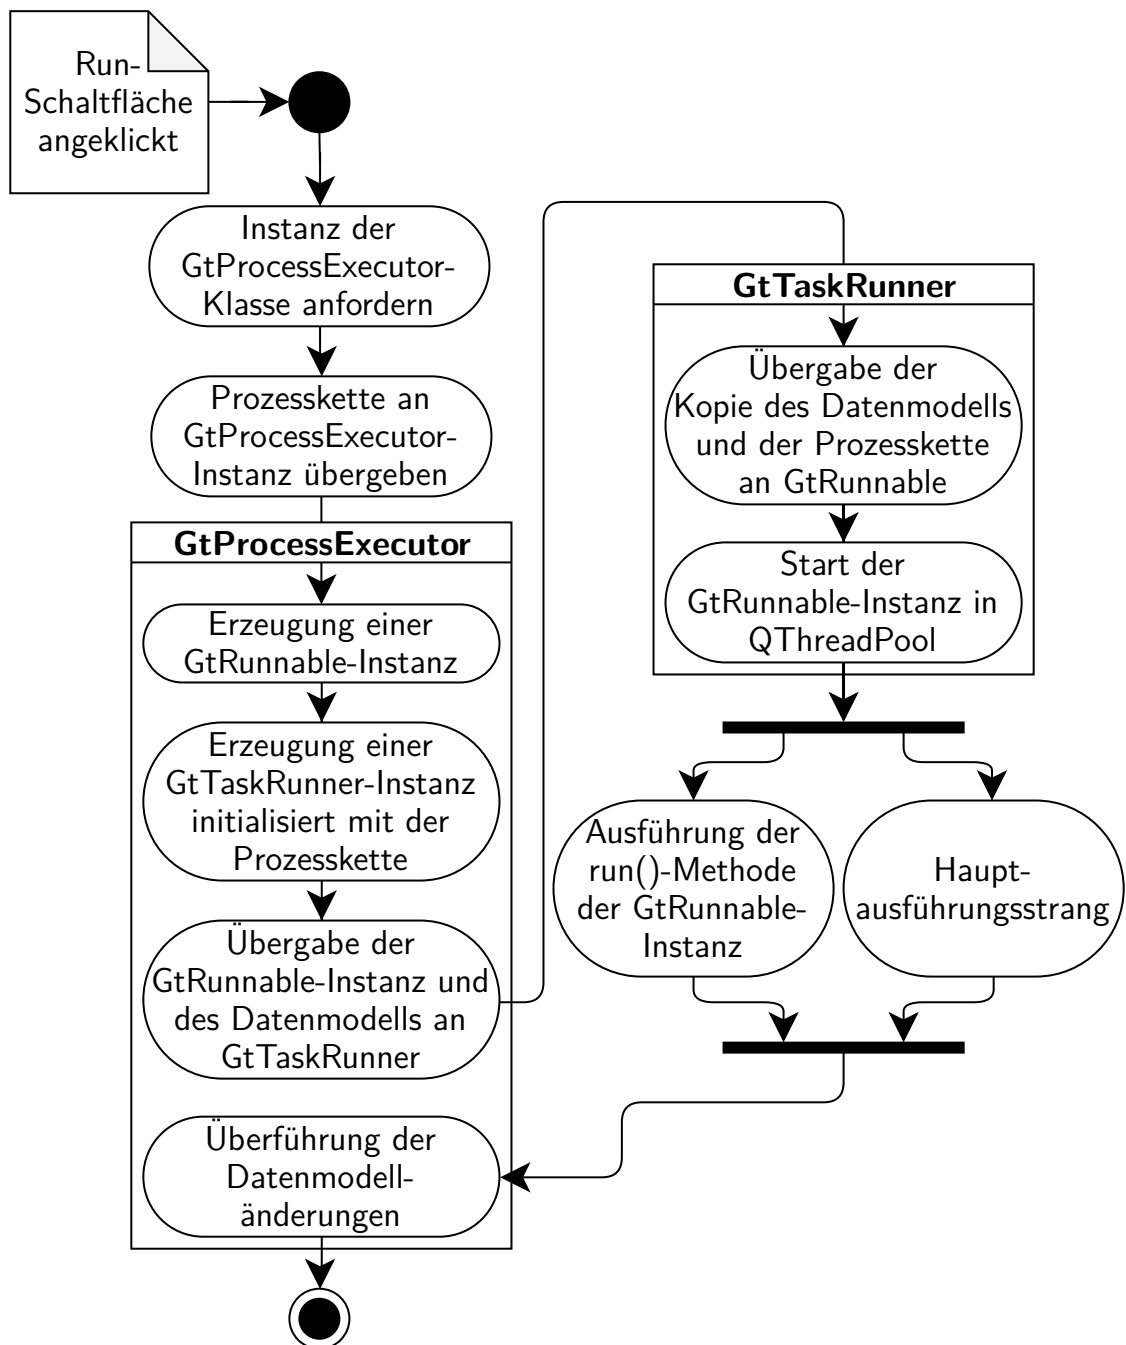 Run-
Schaltfläche
angeklickt
Instanz der
GtProcessExecutor-
Klasse anfordern
Prozesskette an
GtProcessExecutor-
Instanz übergeben
GtProcessExecutor
Erzeugung einer
GtRunnable-Instanz
Erzeugung einer
GtTaskRunner-Instanz
initialisiert mit der
Prozesskette
Übergabe der
GtRunnable-Instanz und
des Datenmodells an
GtTaskRunner
Überführung der
Datenmodell-
änderungen
GtTaskRunner
Übergabe der
Kopie des Datenmodells
und der Prozesskette
an GtRunnable
Start der
GtRunnable-Instanz in
QThreadPool
Ausführung der
run()-Methode
der GtRunnable-
Instanz
Haupt-
ausführungsstrang